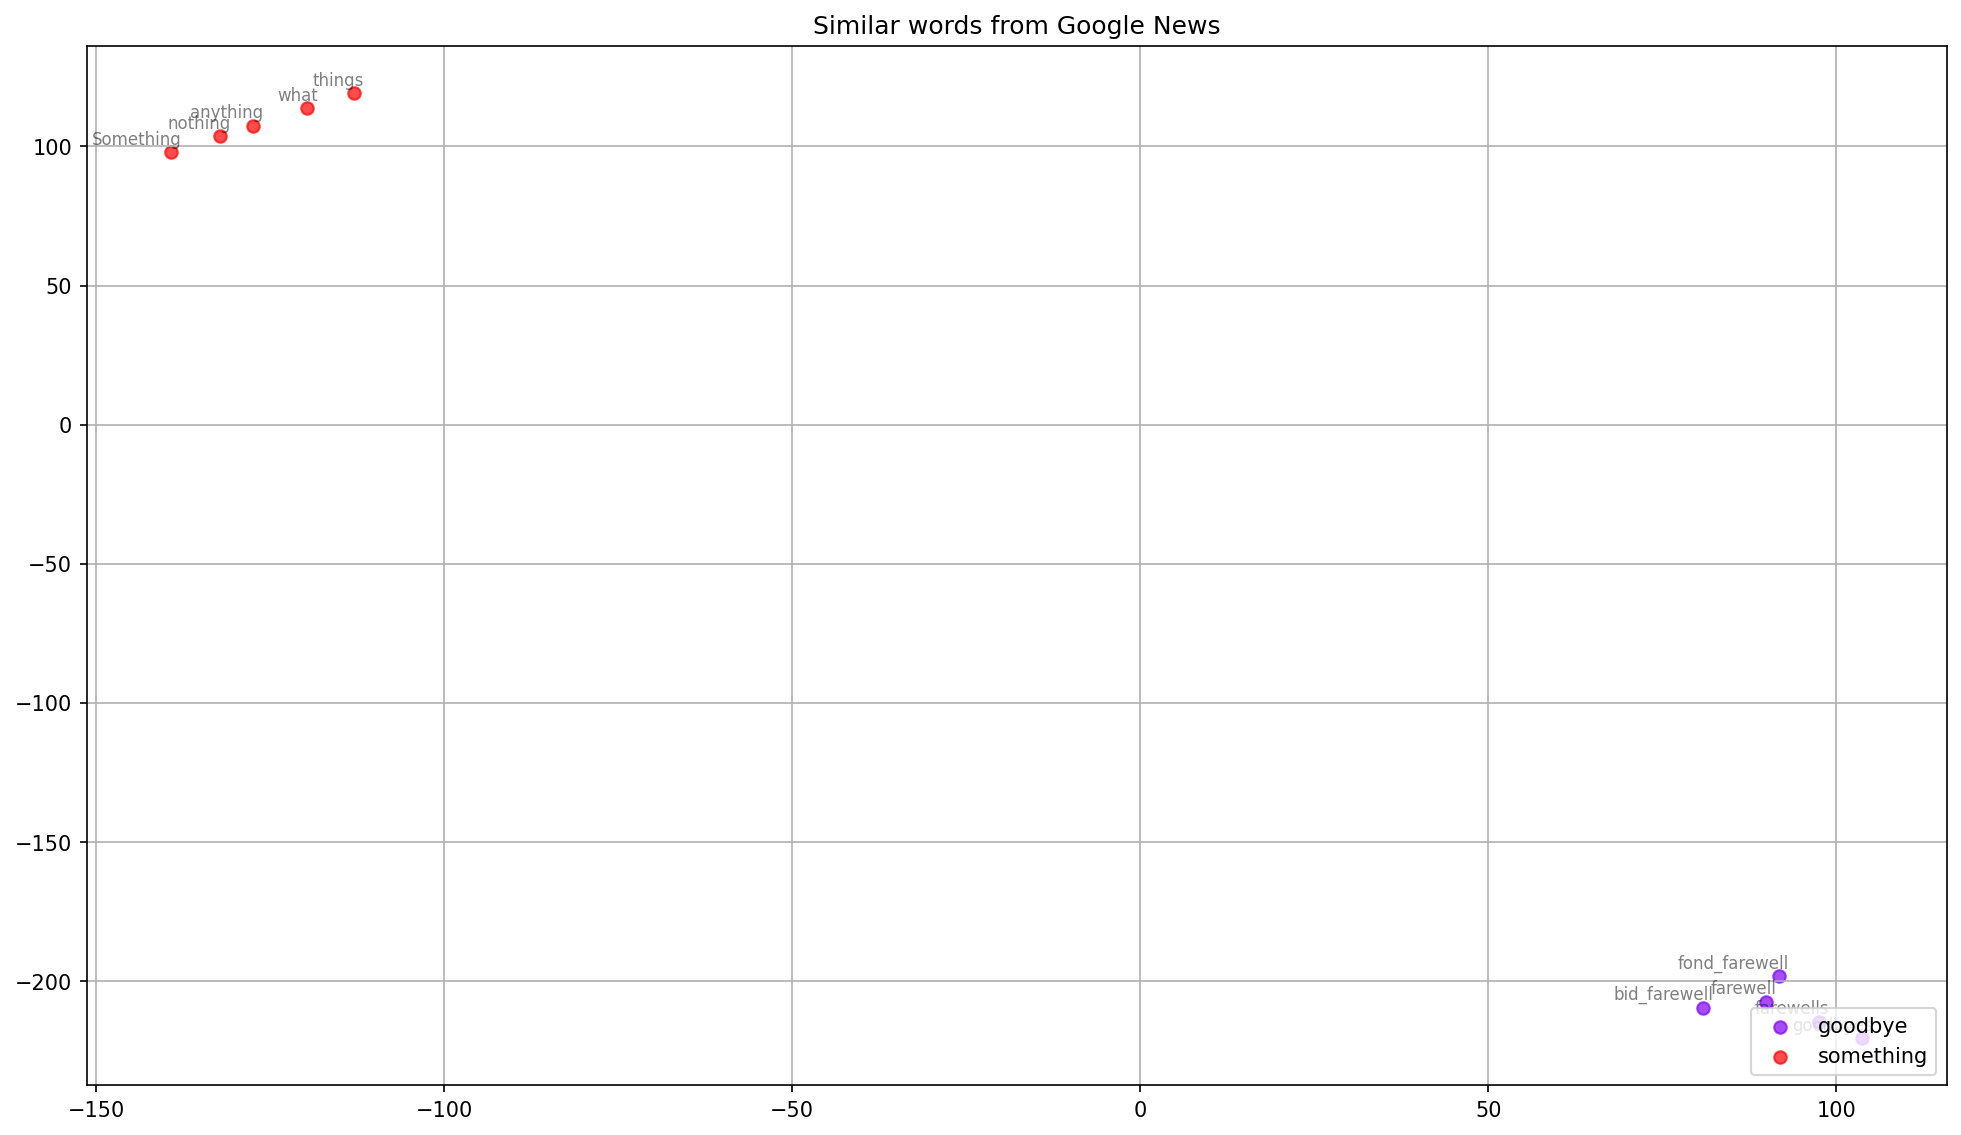 Similar words from Google News
things
what
anything
nothing
Something
100
50
0
−50
−100
−150
−200
fond_farewell
farewell
bid_farewell
farewells
goodbye
something
−150
−100
−50
0
50
100